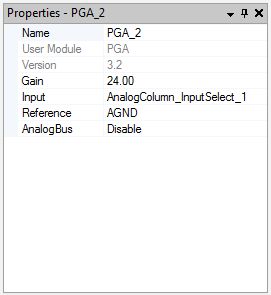 Properties - PGA_2
Name PGA_2
User Module PGA
Version 3.2
Gain 24.00
Input AnalogColumn_InputSelect_1
Reference AGND
AnalogBus Disable